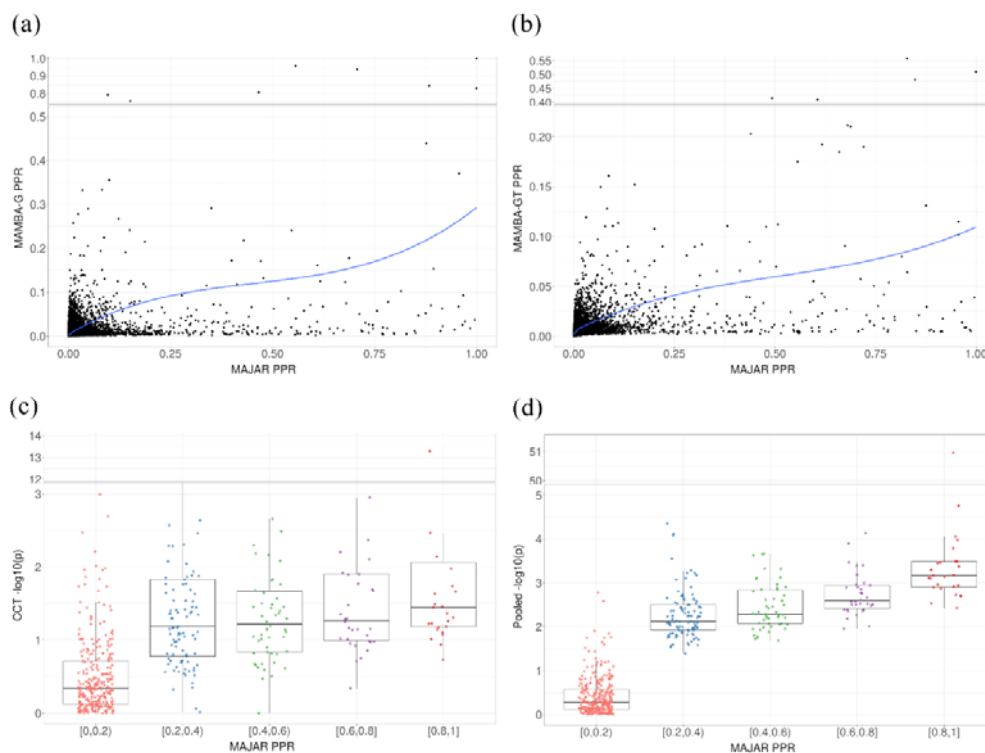 (a)
1.0
0.9
0.8
0.5
0.4
0.3
0.2
0.1
0.0
MAMBA-G PPR
0.00 0.25 0.50 0.75 1.00
MAJAR PPR
(b)
0.55
0.50
0.45
0.40
0.20
0.15
0.10
0.05
0.00
MAMBA-GT PPR
0.00 0.25 0.50 0.75 1.00
MAJAR PPR
(c)
14
13
12
3
2
1
0
CCT -log10(p)
[0,0.2] [0.2,0.4) [0.4,0.6) [0.6,0.8] [0.8,1]
MAJAR PPR
(d)
51
50
5
4
3
2
1
0
Pooled -log10(p)
[0,0.2] [0.2,0.4) [0.4,0.6) [0.6,0.8] [0.8,1]
MAJAR PPR